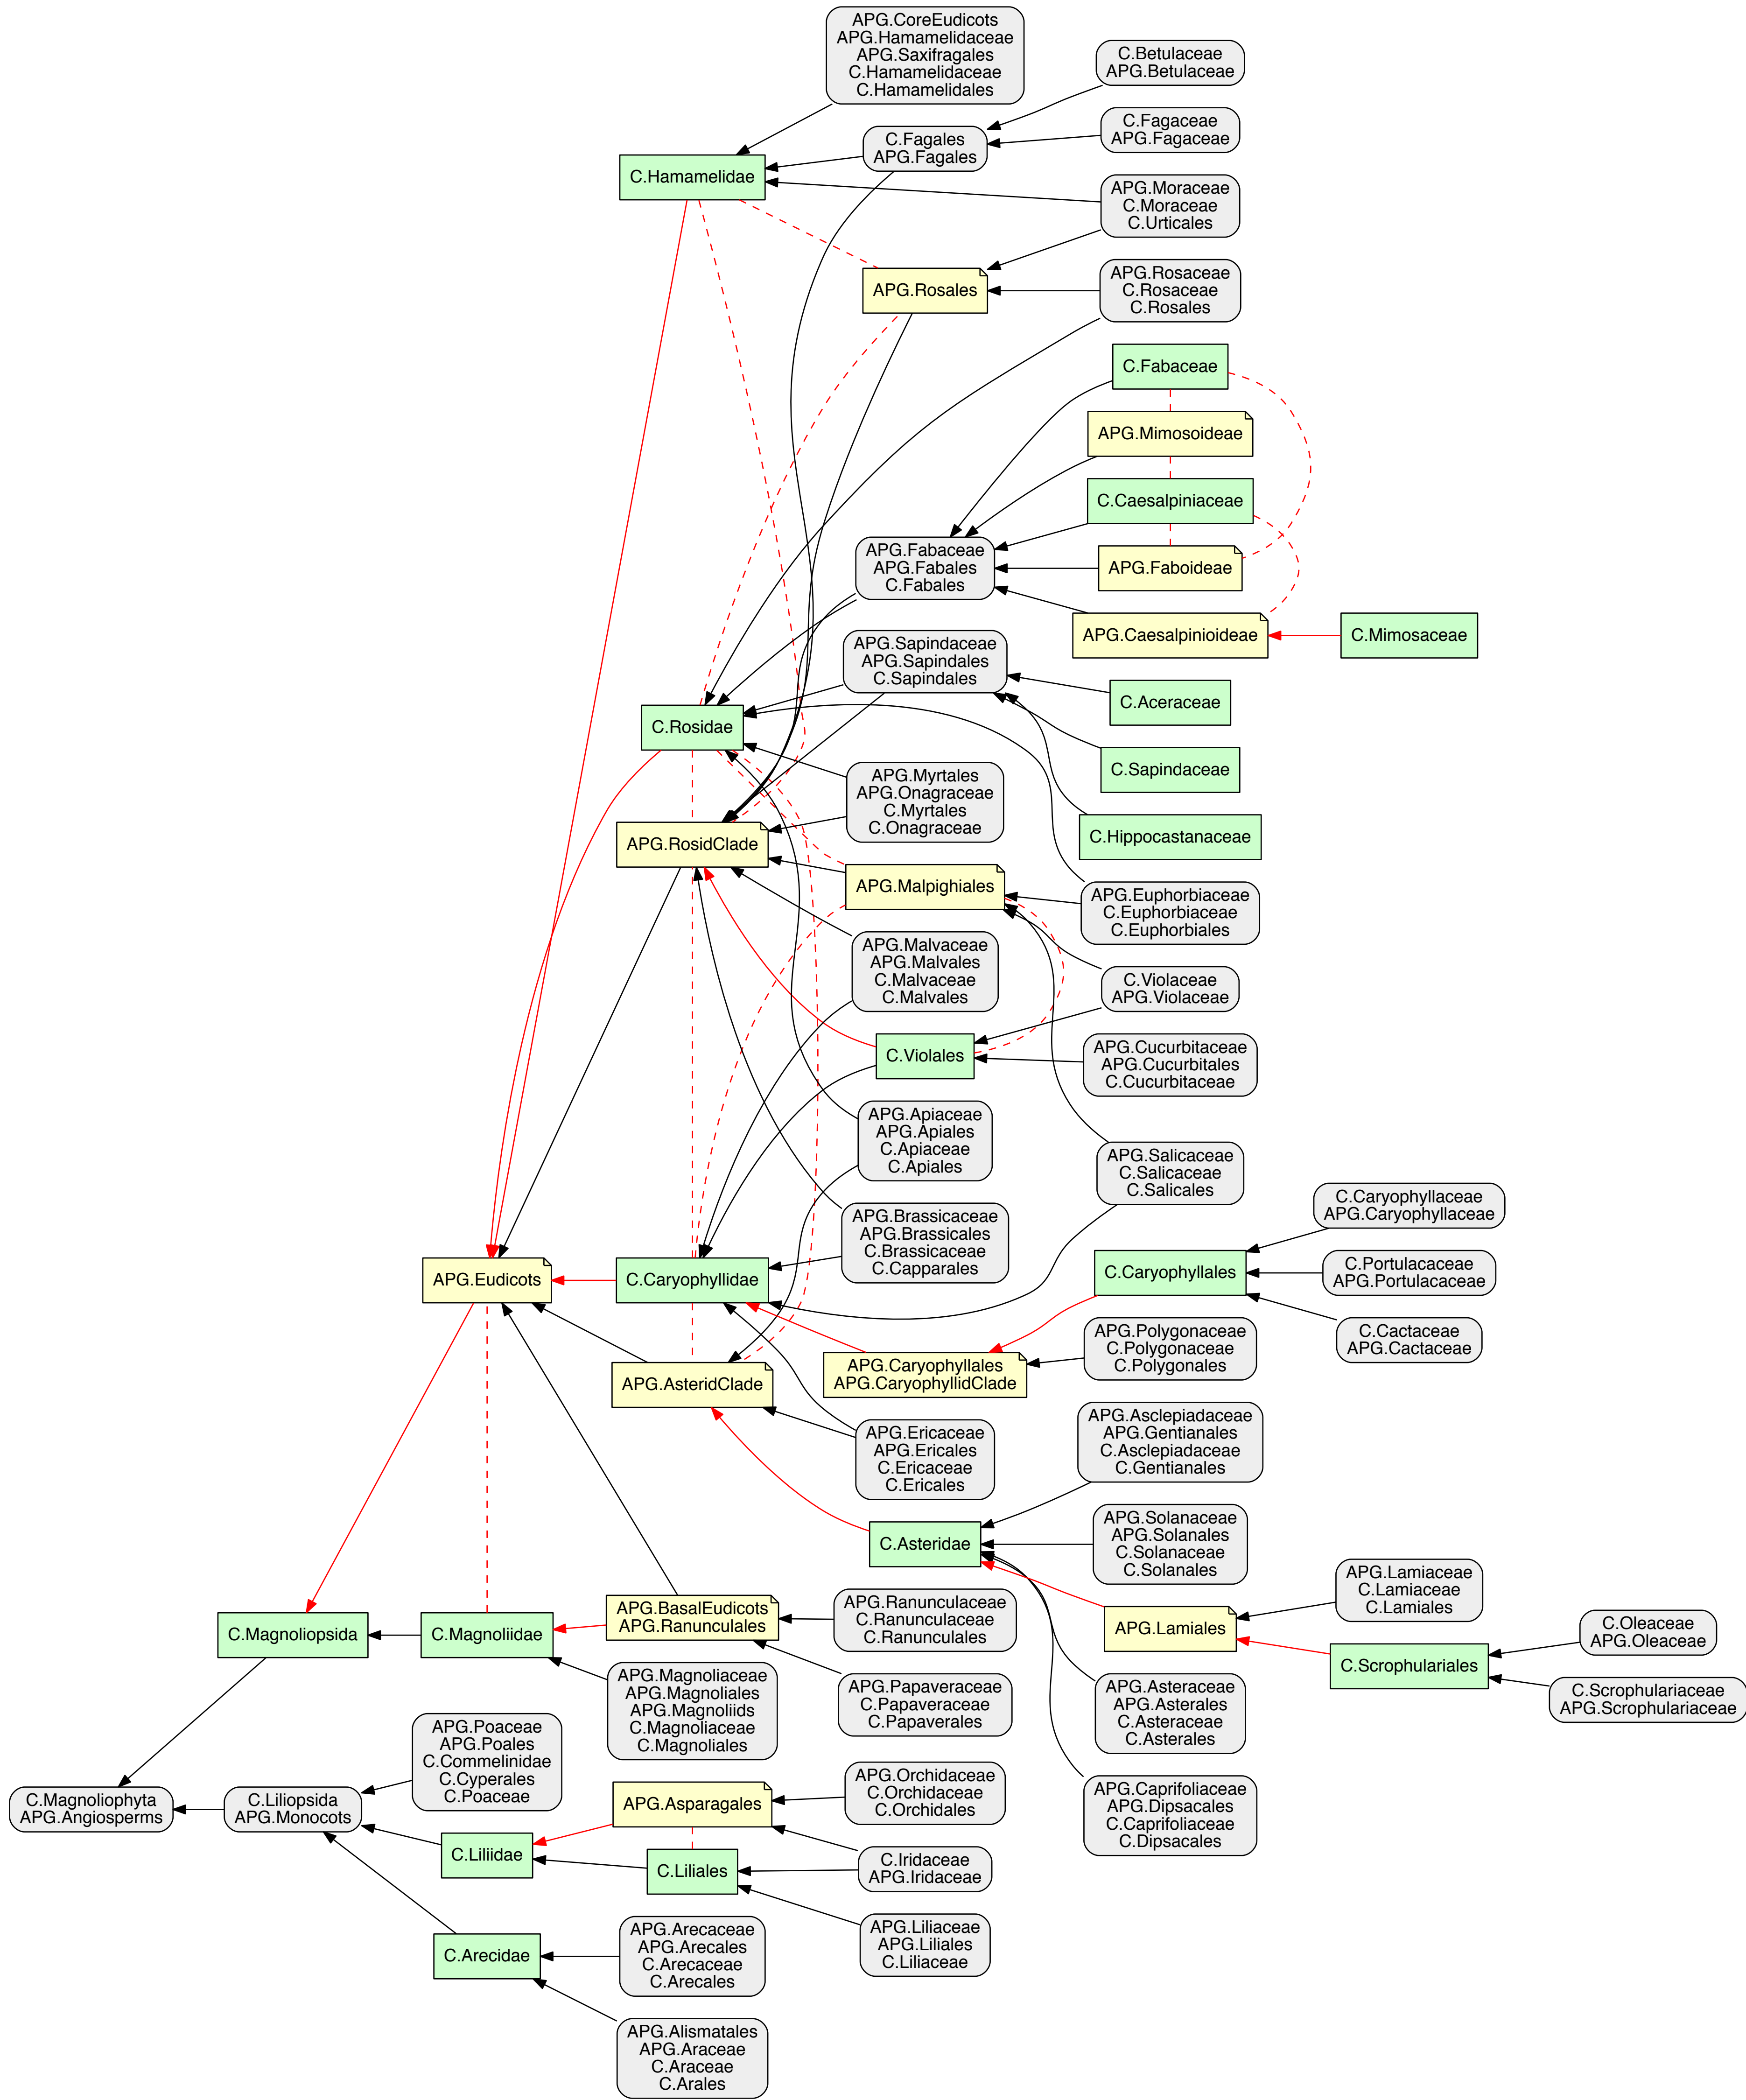 APG.CoreEudicots
APG.Hamamelidaceae
APG.Saxifragales
C.Hamamelidaceae
C.Hamamelidales
C.Betulaceae
APG.Betulaceae
C.Fagaceae
APG.Fagaceae
C.Fagales
APG.Fagales
C.Hamamelidae
APG.Moraceae
C.Moraceae
C.Urticales
APG.Rosales
APG.Rosaceae
C.Rosaceae
C.Rosales
C.Fabaceae
APG.Mimosoideae
C.Caesalpiniaceae
APG.Fabaceae
APG.Fabales
C.Fabales
APG.Faboideae
APG.Caesalpinioideae
C.Mimosaceae
APG.Sapindaceae
APG.Sapindales
C.Sapindales
C.Aceraceae
C.Rosidae
C.Sapindaceae
APG.Myrtales
APG.Onagraceae
C.Myrtales
C.Onagraceae
C.Hippocastanaceae
APG.RosidClade
APG.Malpighiales
APG.Euphorbiaceae
C.Euphorbiaceae
C.Euphorbiales
APG.Malvaceae
APG.Malvales
C.Malvaceae
C.Malvales
C.Violaceae
APG.Violaceae
C.Violales
APG.Cucurbitaceae
APG.Cucurbitales
C.Cucurbitaceae
APG.Apiaceae
APG.Apiales
C.Apiaceae
C.Apiales
APG.Salicaceae
C.Salicaceae
C.Salicales
C.Caryophyllaceae
APG.Caryophyllaceae
APG.Brassicaceae
APG.Brassicales
C.Brassicaceae
C.Capparales
APG.Eudicots
C.Caryophyllidae
C.Caryophyllales
C.Portulacaceae
APG.Portulacaceae
C.Cactaceae
APG.Cactaceae
APG.Polygonaceae
C.Polygonaceae
C.Polygonales
APG.Caryophyllales
APG.CaryophyllidClade
APG.AsteridClade
APG.Asclepiadaceae
APG.Gentianales
C.Asclepiadaceae
C.Gentianales
APG.Ericaceae
APG.Ericales
C.Ericaceae
C.Ericales
C.Asteridae
APG.Solanaceae
APG.Solanales
C.Solanaceae
C.Solanales
APG.Lamiaceae
C.Lamiaceae
C.Lamiales
C.Magnoliopsida
C.Magnoliidae
APG.BasalEudicots
APG.Ranunculales
APG.Ranunculaceae
C.Ranunculaceae
C.Ranunculales
APG.Lamiales
C.Oleaceae
APG.Oleaceae
C.Scrophulariales
C.Scrophulariaceae
APG.Scrophulariaceae
APG.Magnoliaceae
APG.Magnoliales
APG.Magnoliids
C.Magnoliaceae
C.Magnoliales
APG.Papaveraceae
C.Papaveraceae
C.Papaverales
APG.Asteraceae
APG.Asterales
C.Asteraceae
C.Asterales
APG.Poaceae
APG.Poales
C.Commelinidae
C.Cyperales
C.Poaceae
APG.Orchidaceae
C.Orchidaceae
C.Orchidales
APG.Caprifoliaceae
APG.Dipsacales
C.Caprifoliaceae
C.Dipsacales
C.Magnoliophyta
APG.Angiosperms
C.Liliopsida
APG.Monocots
APG.Asparagales
C.Liliidae
C.Liliales
C.Iridaceae
APG.Iridaceae
APG.Liliaceae
APG.Liliales
C.Liliaceae
C.Arecidae
APG.Arecaceae
APG.Arecales
C.Arecaceae
C.Arecales
APG.Alismatales
APG.Araceae
C.Araceae
C.Arales